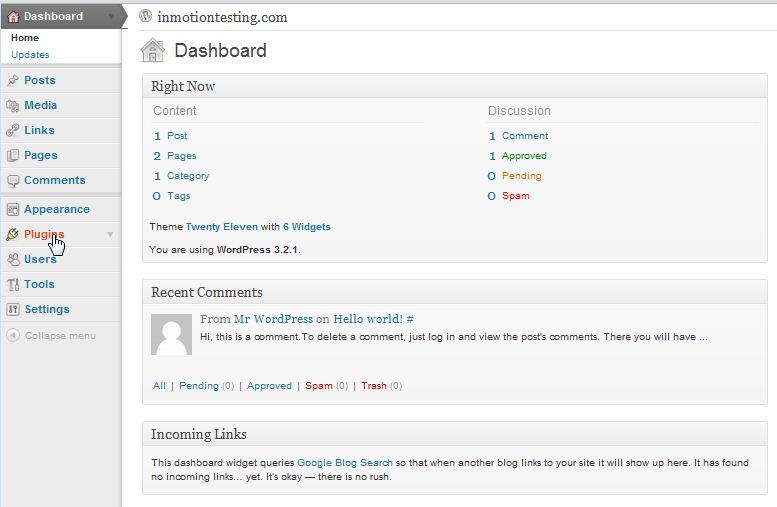 Dashboard
Home
Updates
Posts
Media
Links
Pages
Comments
Appearance
Plugins
Users
Tools
Settings
Collapse menu
inmotiontesting.com
Dashboard
Right Now
Content
1 Post
2 Pages
1 Category
0 Tags
Discussion
1 Comment
1 Approved
0 Pending
0 Spam
Theme Twenty Eleven with 6 Widgets
You are using WordPress 3.2.1.
Recent Comments
From Mr WordPress on Hello world! #
Hi, this is a comment.To delete a comment, just log in and view the post's comments. There you will have ...
All | Pending (0) | Approved | Spam (0) | Trash (0)
Incoming Links
This dashboard widget queries Google Blog Search so that when another blog links to your site it will show up here. It has found
no incoming links... yet. It's okay — there is no rush.